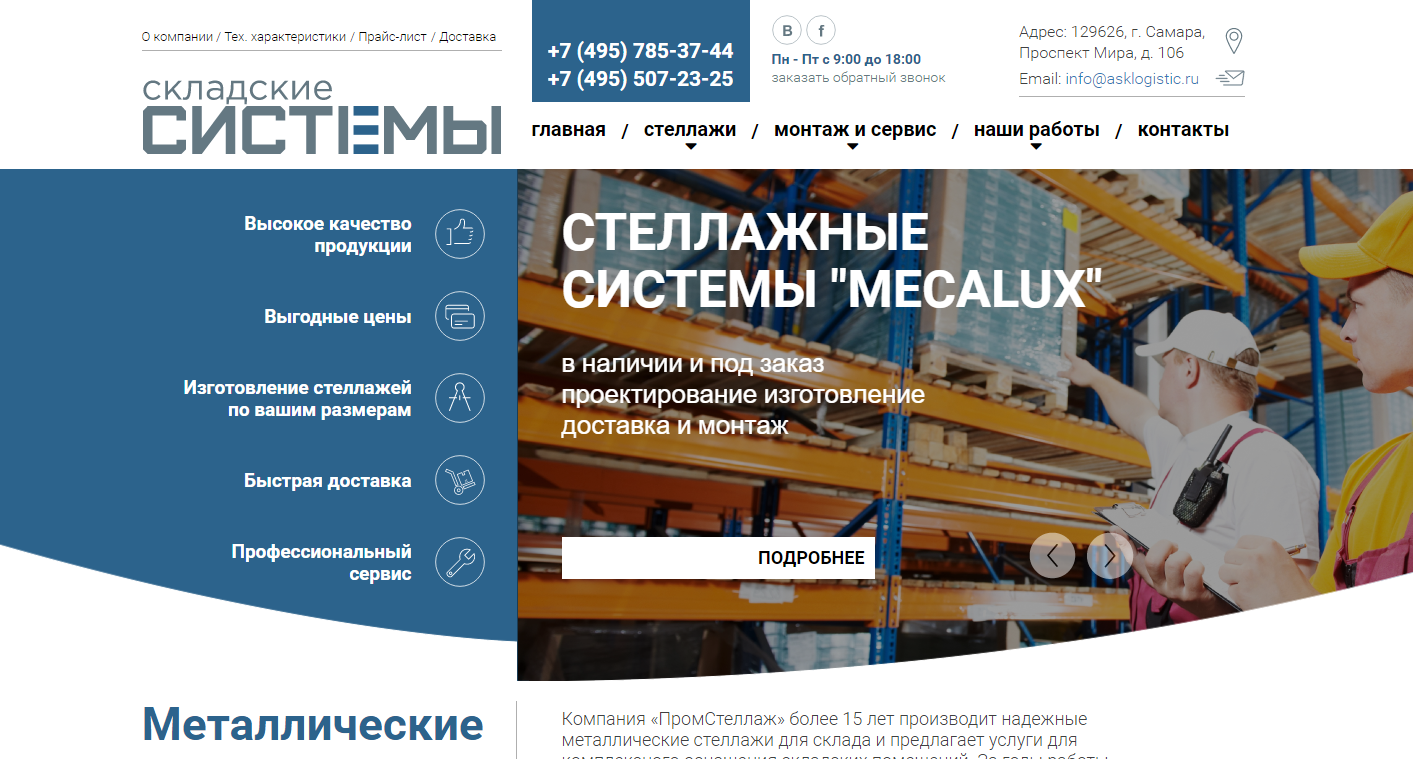 О компании / Тех. характеристики / Прайс-лист / Доставка
складские
СИСТЕМЫ
+7 (495) 785-37-44
+7 (495) 507-23-25
В f
Пн - Пт с 9:00 до 18:00
заказать обратный звонок
Адрес: 129626, г. Самара,
Проспект Мира, д. 106
Email: info@asklogistic.ru
главная / стеллажи / монтаж и сервис / наши работы / контакты
Высокое качество
продукции
Выгодные цены
Изготовление стеллажей
по вашим размерам
Быстрая доставка
Профессиональный
сервис
СТЕЛЛАЖНЫЕ
СИСТЕМЫ "MECALUX"
в наличии и под заказ
проектирование изготовление
доставка и монтаж
ПОДРОБНЕЕ
Металлические
Компания «ПромСтеллаж» более 15 лет производит надежные
металлические стеллажи для склада и предлагает услуги для